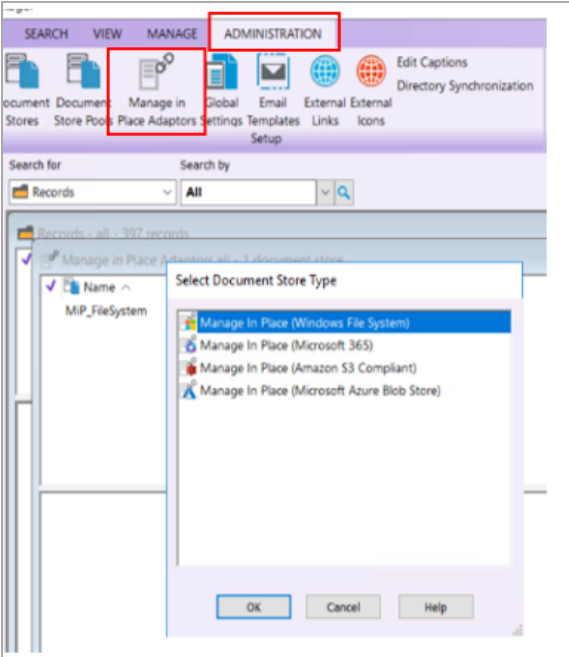 SEARCH VIEW MANAGE ADMINISTRATION
Edit Captions
Directory Synchronization
Document Document Manage in Global Email External External
Stores Store Pools Place Adaptors Settings Templates Links Icons
Setup
Search for Search by
Records All
Records - all - 397 records
Manage in Place Adaptors all - 1 document store
Name
MiP_FileSystem
Select Document Store Type
Manage In Place (Windows File System)
Manage In Place (Microsoft 365)
Manage In Place (Amazon S3 Compliant)
Manage In Place (Microsoft Azure Blob Store)
OK Cancel Help